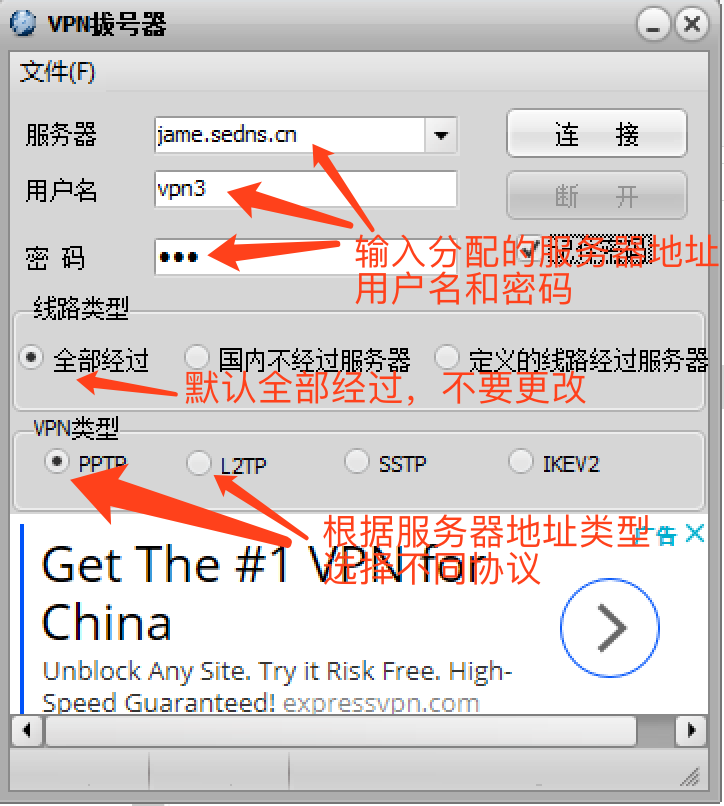 VPN拨号器
文件(F)
服务器
jame.sedns.cn
连 接
用户名
vpn3
断 开
密 码
输入分配的服务器地址
用户名和密码
线路类型
全部经过
国内不经过服务器
定义的线路经过服务器
默认全部经过，不要更改
VPN类型
PPTP
L2TP
SSTP
IKEV2
根据服务器地址类型
选择不同协议
广告
Get The #1 VPN for
China
Unblock Any Site. Try it Risk Free. High-
Speed Guaranteed! expressvpn.com